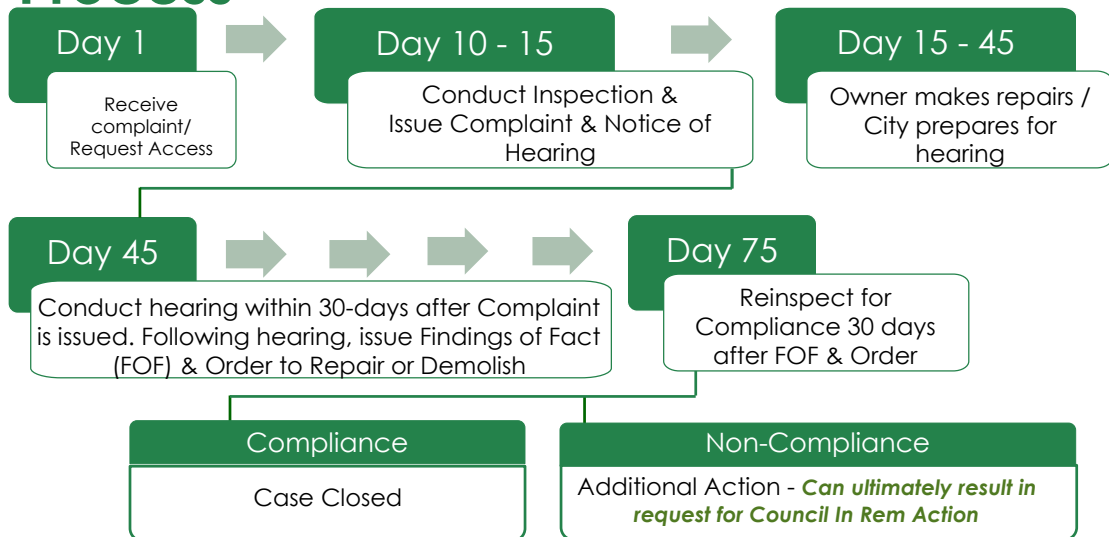 Day 1
Day 10 - 15
Day 15 - 45
Receive
complaint/
Request Access
Conduct Inspection &
Issue Complaint & Notice of
Hearing
Owner makes repairs /
City prepares for
hearing
Day 45
Day 75
Conduct hearing within 30-days after Complaint
is issued. Following hearing, issue Findings of Fact
(FOF) & Order to Repair or Demolish
Reinspect for
Compliance 30 days
after FOF & Order
Compliance
Non-Compliance
Case Closed
Additional Action - Can ultimately result in
request for Council In Rem Action